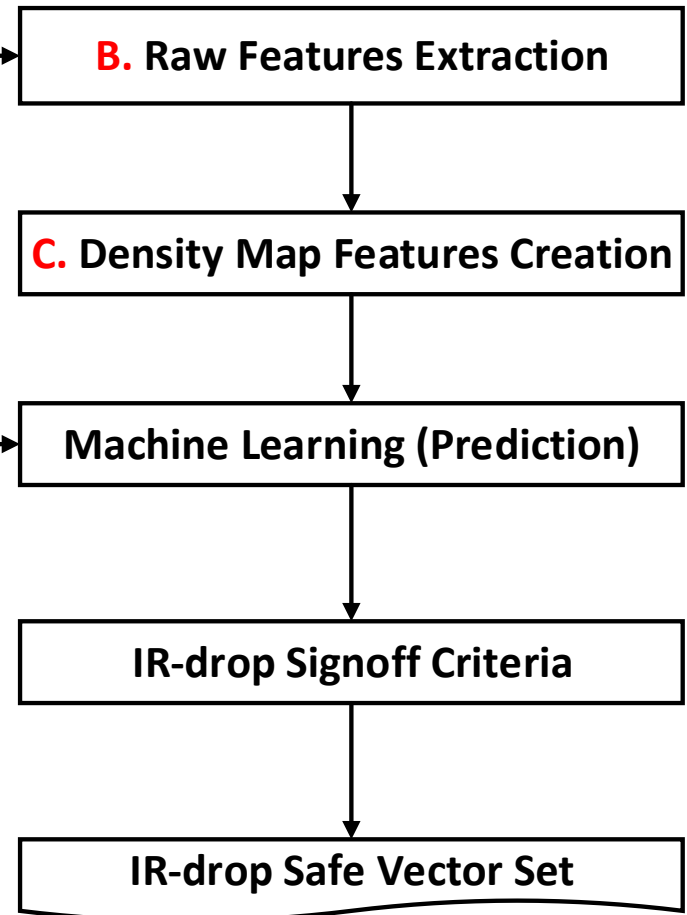 B. Raw Features Extraction
C. Density Map Features Creation
Machine Learning (Prediction)
IR-drop Signoff Criteria
IR-drop Safe Vector Set